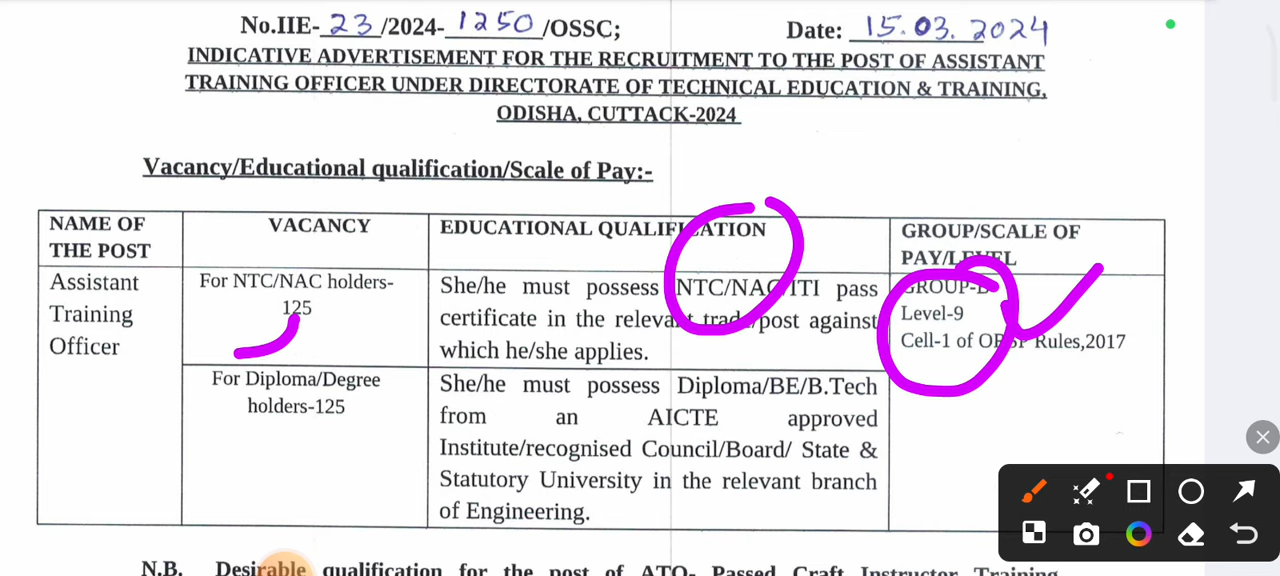 No.IIE- 23 /2024- 1250 /OSSC; Date: 15.03.2024
INDICATIVE ADVERTISEMENT FOR THE RECRUITMENT TO THE POST OF ASSISTANT
TRAINING OFFICER UNDER DIRECTORATE OF TECHNICAL EDUCATION & TRAINING,
ODISHA, CUTTACK-2024
Vacancy/Educational qualification/Scale of Pay:-
NAME OF
THE POST
VACANCY
EDUCATIONAL QUALIFICATION
GROUP/SCALE OF
PAY/LEVEL
Assistant
Training
Officer
For NTC/NAC holders-
125
She/he must possess NTC/NAC/ITI pass
certificate in the relevant trade/post against
which he/she applies.
GROUP-B
Level-9
Cell-1 of ORSP Rules,2017
For Diploma/Degree
holders-125
She/he must possess Diploma/BE/B.Tech
from an AICTE approved
Institute/recognised Council/Board/ State &
Statutory University in the relevant branch
of Engineering.
N.B. Desirable qualification for the post of ATO- Passed Craft Instructor Training